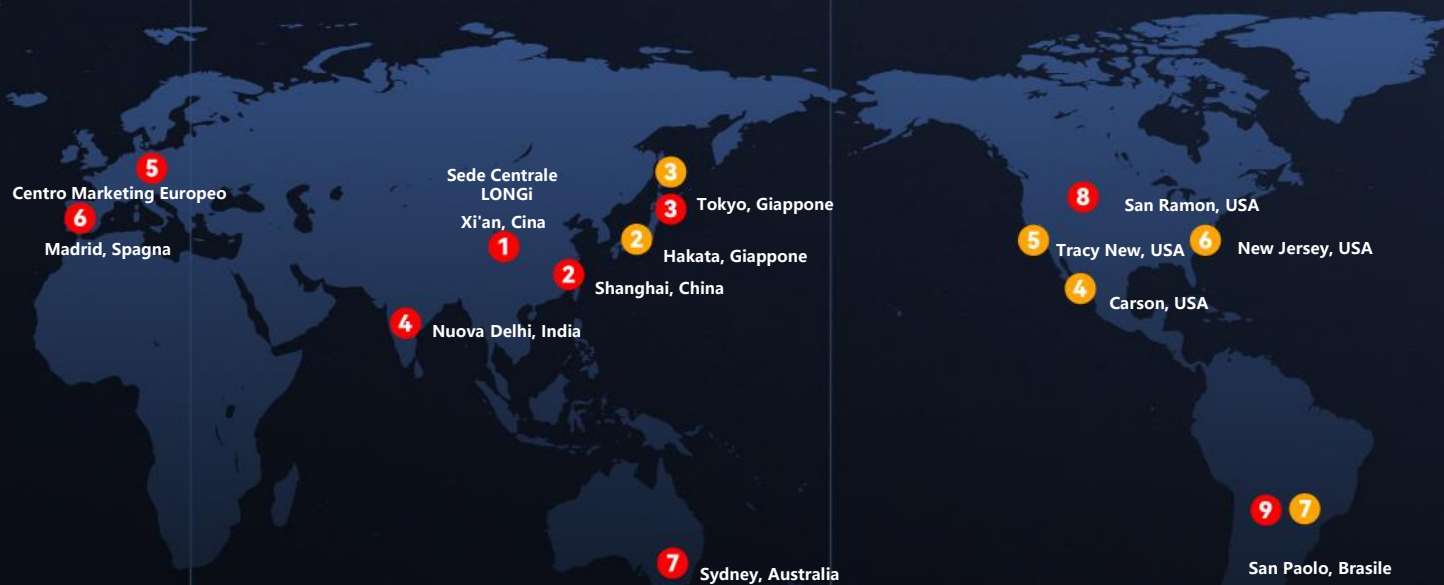 5
Centro Marketing Europeo
6
Madrid, Spagna
Sede Centrale
LONGi
Xi'an, Cina
1
3
3
Tokyo, Giappone
2
Hakata, Giappone
2
Shanghai, China
4
Nuova Delhi, India
7
Sydney, Australia
8
San Ramon, USA
5
Tracy New, USA
6
New Jersey, USA
4
Carson, USA
9
7
San Paolo, Brasile